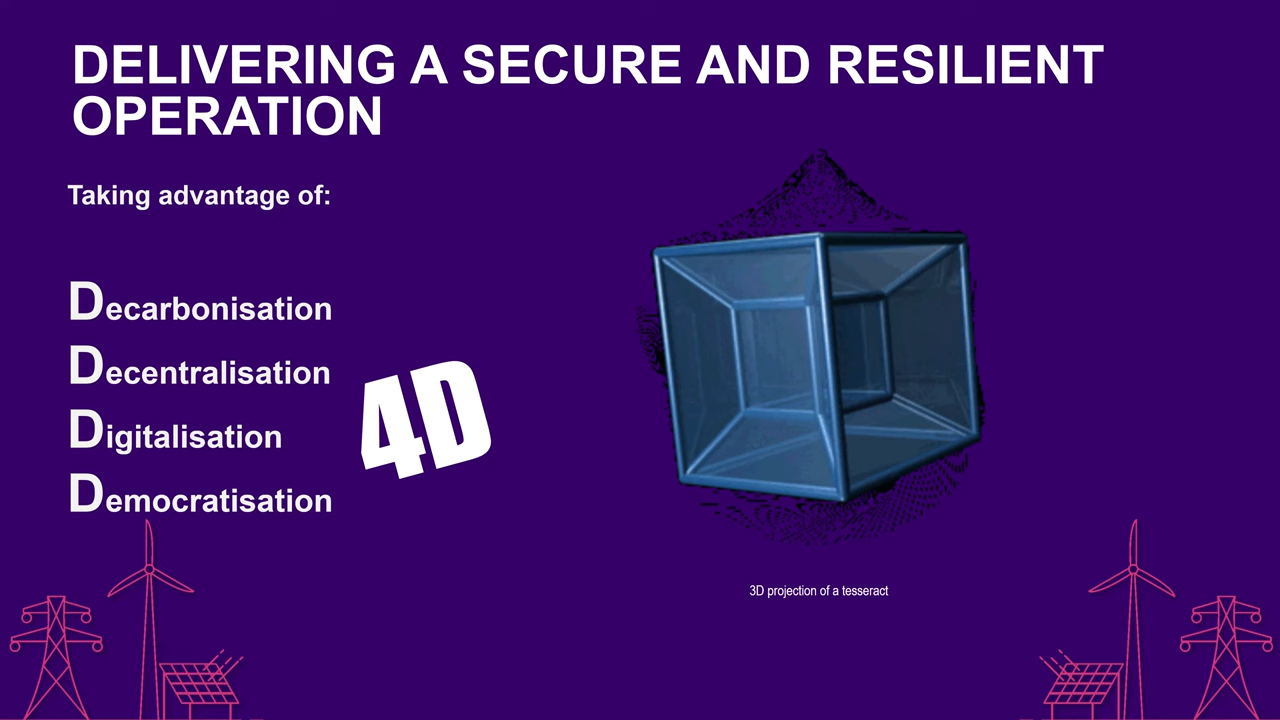 DELIVERING A SECURE AND RESILIENT
OPERATION
Taking advantage of:
Decarbonisation
Decentralisation
Digitalisation
Democratisation
4D
3D projection of a tesseract